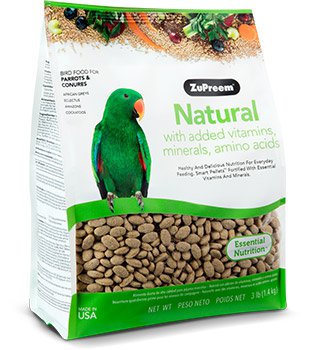 ZuPreem
BIRD FOOD FOR
PARROTS & CONURES
AFRICAN GREYS
ECLECTUS
AMAZONS
COCKATOOS
Natural
with added vitamins,
minerals, amino acids
Healthy And Delicious Nutrition For Everyday
Feeding. Smart Pellets™ Fortified With Essential
Vitamins And Minerals.
Essential
Nutrition™
MADE IN
USA
NET WT PESO NETO POIDS NET 3 lb (1.4 kg)